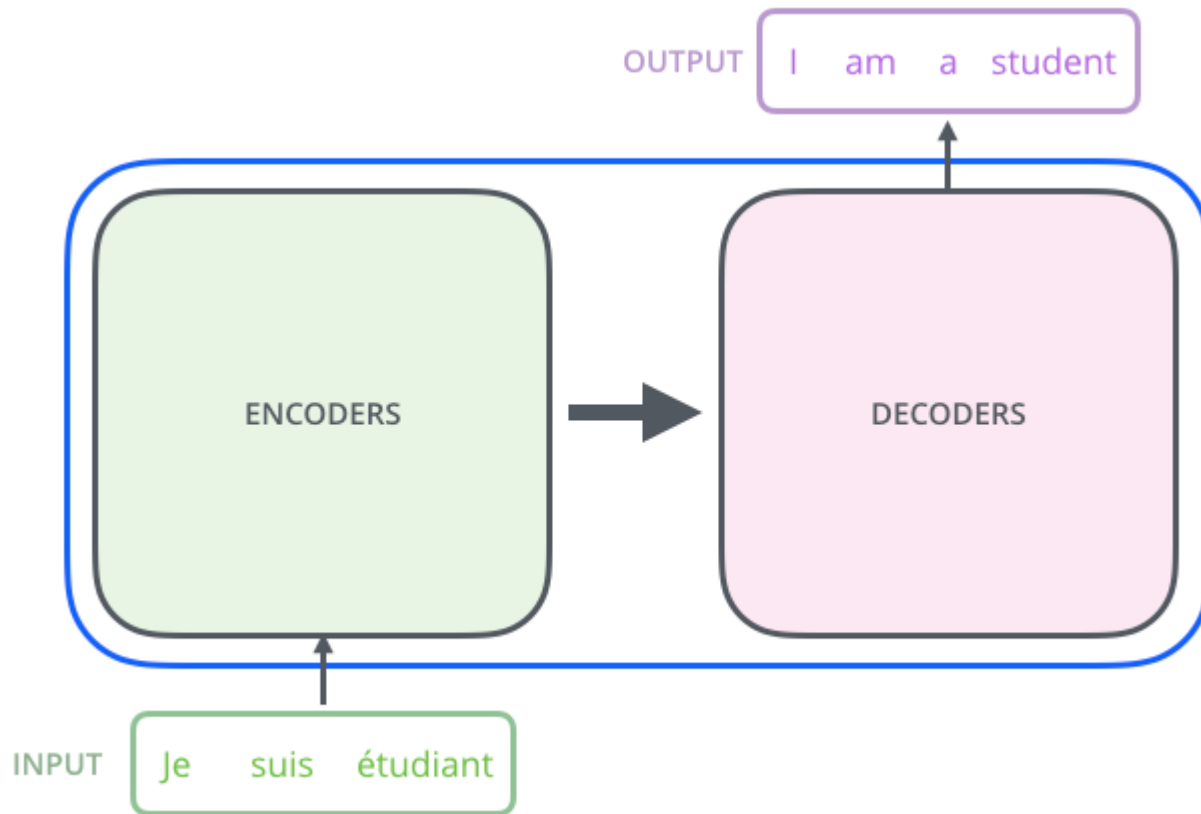 OUTPUT I am a student
ENCODERS DECODERS
INPUT Je suis étudiant